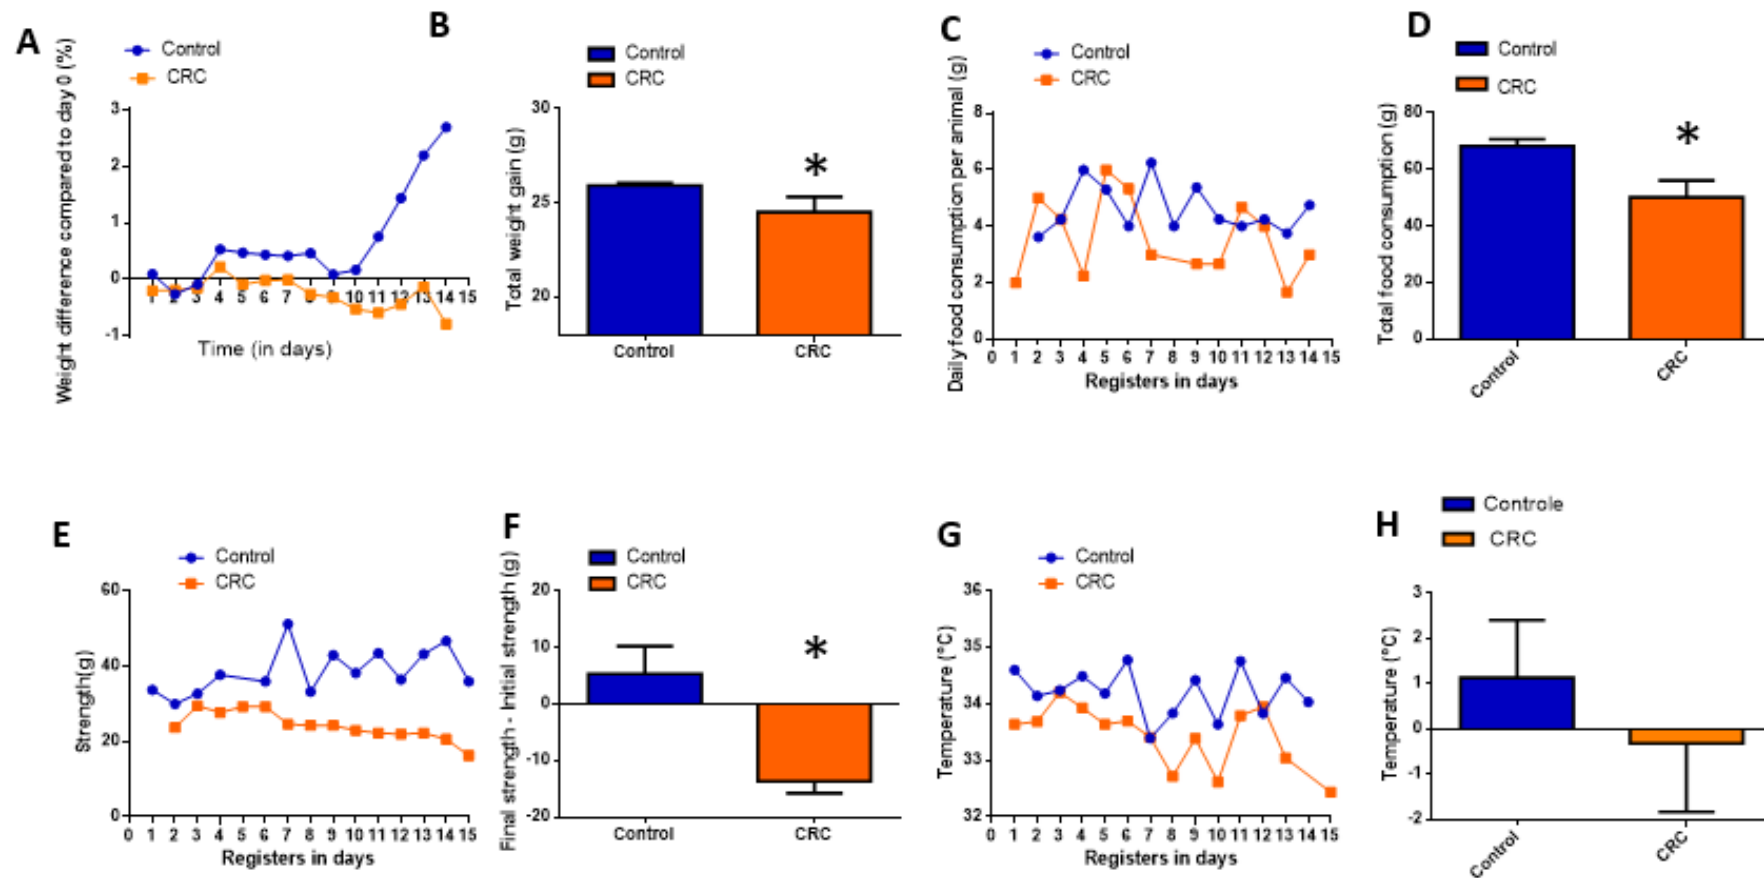 A
Weight difference compared to day 0 (%)
Control
CRC
3
2
1
0
-1
1 2 3 4 5 6 7 8 9 10 11 12 13 14 15
Time (in days)
B
Control
CRC
Total weight gain (g)
30
25
20
*
Control CRC
C
Control
CRC
Daily food consumption per animal (g)
8
6
4
2
0
0 1 2 3 4 5 6 7 8 9 10 11 12 13 14 15
Registers in days
D
Control
CRC
Total food consumption (g)
80
60
40
20
0
*
Control CRC
E
Control
CRC
Strength(g)
60
40
20
0
0 1 2 3 4 5 6 7 8 9 10 11 12 13 14 15
Registers in days
F
Control
CRC
Final strength - Initial strength (g)
20
10
0
-10
-20
*
Control CRC
G
Control
CRC
Temperature (°C)
36
35
34
33
32
0 1 2 3 4 5 6 7 8 9 10 11 12 13 14 15
Registers in days
H
Controle
CRC
Temperature (°C)
3
2
1
0
-1
-2
Control CRC